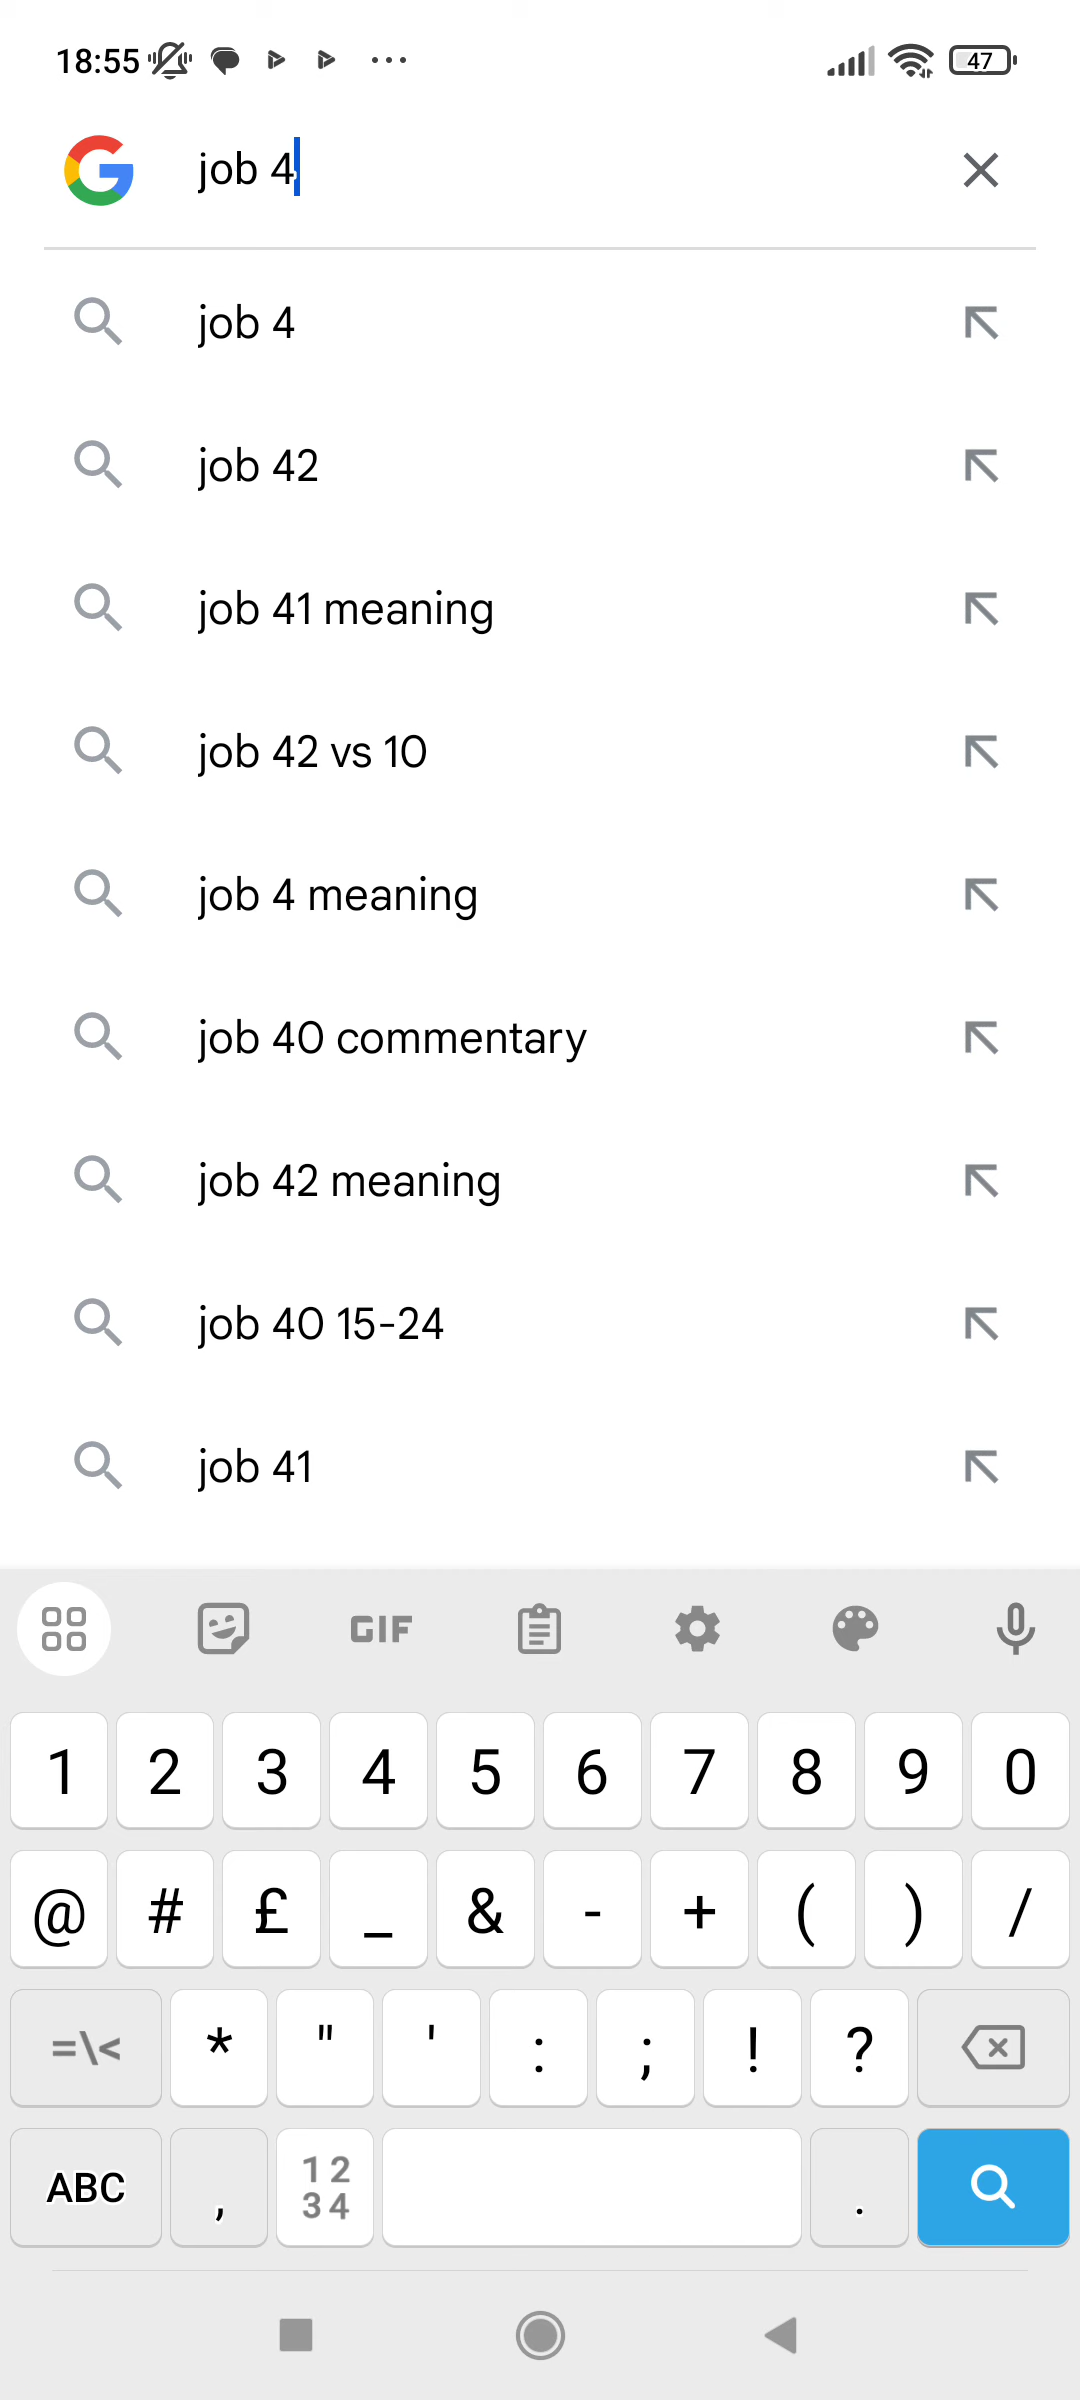 18:55
47
job 4
job 4
job 42
job 41 meaning
job 42 vs 10
job 4 meaning
job 40 commentary
job 42 meaning
job 40 15-24
job 41
GIF
1 2 3 4 5 6 7 8 9 0
@ # £ _ & - + ( ) /
=\< * " ' : ; ! ?
ABC , 12 34 .